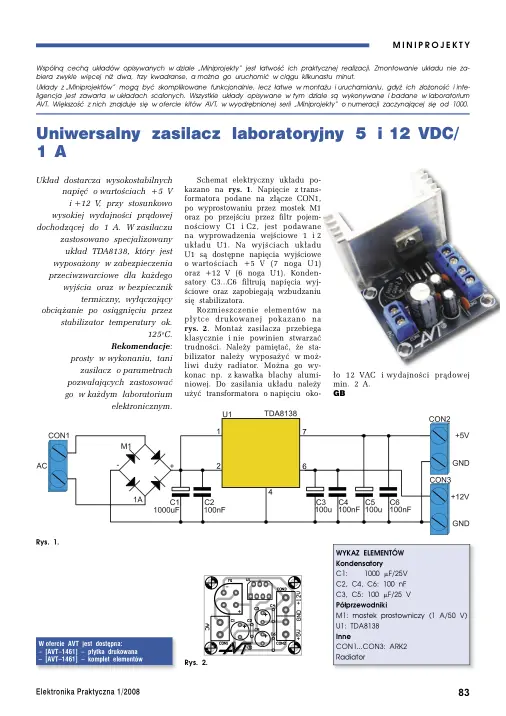 MINIPROJEKTY
Wspólną cechą układów opisywanych w dziale „Miniprojekty” jest łatwość ich praktycznej realizacji. Zmontowanie układu nie za-
biera zwykle więcej niż dwa, trzy kwadranse, a można go uruchomić w ciągu kilkunastu minut.
Układy z „Miniprojektów” mogą być skomplikowane funkcjonalnie, lecz łatwe w montażu i uruchamianiu, gdyż ich złożoność i inte-
ligencja jest zawarta w układach scalonych. Wszystkie układy opisywane w tym dziale są wykonywane i badane w laboratorium
AVT. Większość z nich znajduje się w ofercie kitów AVT, w wyodrębnionej serii „Miniprojekty” o numeracji zaczynającej się od 1000.
Uniwersalny zasilacz laboratoryjny 5 i 12 VDC/
1 A
Układ dostarcza wysokostabilnych
napięć o wartościach +5 V
i +12 V, przy stosunkowo
wysokiej wydajności prądowej
dochodzącej do 1 A. W zasilaczu
zastosowano specjalizowany
układ TDA8138, który jest
wyposażony w zabezpieczenia
przeciwzwarciowe dla każdego
wyjścia oraz w bezpiecznik
termiczny, wyłączający
obciążanie po osiągnięciu przez
stabilizator temperatury ok.
125°C.
Rekomendacje:
prosty w wykonaniu, tani
zasilacz o parametrach
pozwalających zastosować
go w każdym laboratorium
elektronicznym.
Schemat elektryczny układu po-
kazano na rys. 1. Napięcie z trans-
formatora podane na złącze CON1,
po wyprostowaniu przez mostek M1
oraz po przejściu przez filtr pojem-
nościowy C1 i C2, jest podawane
na wyprowadzenia wejściowe 1 i 2
układu U1. Na wyjściach układu
U1 są dostępne napięcia wyjściowe
o wartościach +5 V (7 noga U1)
oraz +12 V (6 noga U1). Konden-
satory C3...C6 filtrują napięcia wyj-
ściowe oraz zapobiegają wzbudzaniu
się stabilizatora.
Rozmieszczenie elementów na
płytce drukowanej pokazano na
rys. 2. Montaż zasilacza przebiega
klasycznie i nie powinien stwarzać
trudności. Należy pamiętać, że sta-
bilizator należy wyposażyć w moż-
liwi duży radiator. Można go wy-
konac np. z kawałka blachy alumi-
niowej. Do zasilania układu należy
użyć transformatora o napięciu oko-
ło 12 VAC i wydajności prądowej
min. 2 A.
GB
U1
TDA8138
CON1
AC
M1
-
+
1A
C1
1000uF
C2
100nF
1
2
4
7
6
C3
100u
C4
100nF
C5
100u
C6
100nF
CON2
+5V
GND
CON3
+12V
GND
Rys. 1.
WYKAZ ELEMENTÓW
Kondensatory
C1: 1000 µF/25V
C2, C4, C6: 100 nF
C3, C5: 100 µF/25 V
Półprzewodniki
M1: mostek prostowniczy (1 A/50 V)
U1: TDA8138
Inne
CON1...CON3: ARK2
Radiator
AC
AVT
+5U GND +12V
Rys. 2.
W ofercie AVT jest dostępna:
– [AVT–1461] – płytka drukowana
– [AVT–1461] – komplet elementów
Elektronika Praktyczna 1/2008
83